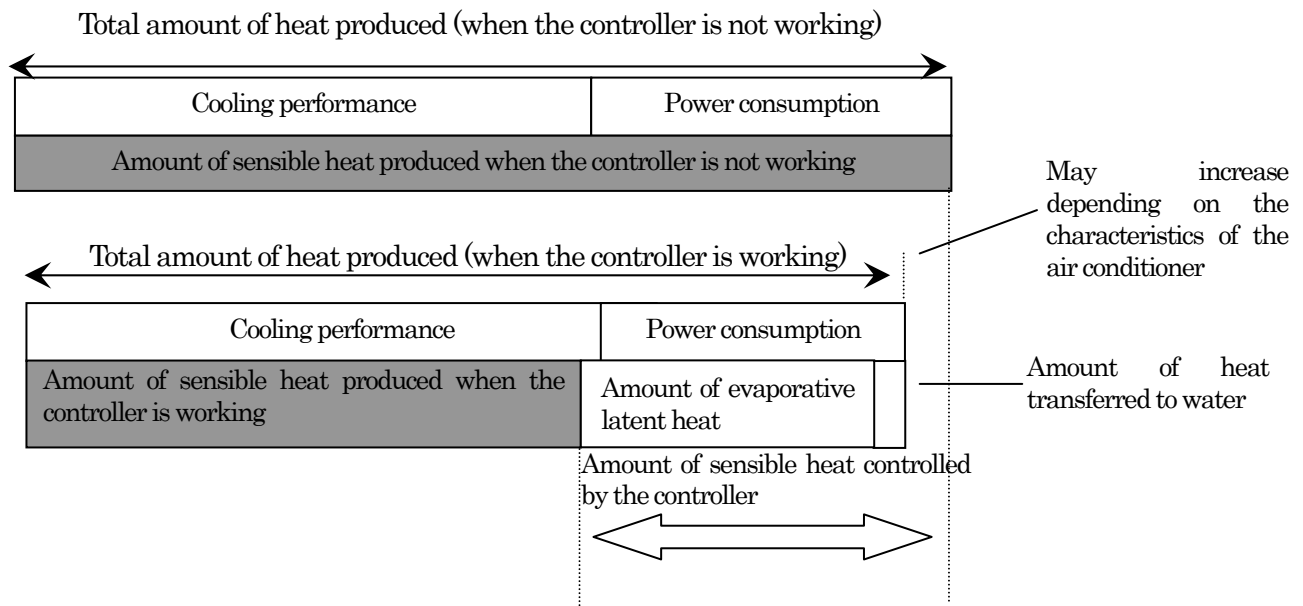 Total amount of heat produced (when the controller is not working)
Cooling performance
Power consumption
Amount of sensible heat produced when the controller is not working
May increase
depending on the
characteristics of the
air conditioner
Total amount of heat produced (when the controller is working)
Cooling performance
Power consumption
Amount of sensible heat produced when the
controller is working
Amount of evaporative
latent heat
Amount of heat
transferred to water
Amount of sensible heat controlled
by the controller